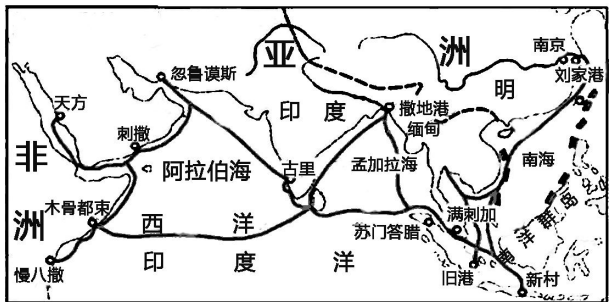 亚洲
南京
刘家港
忽鲁谟斯
明
天方
印度
撒地港
缅甸
刺撒
非洲
阿拉伯海
古里
孟加拉海
南海
木骨都束
西洋
苏门答腊
满刺加
群岛
慢八撒
印度洋
旧港
新村